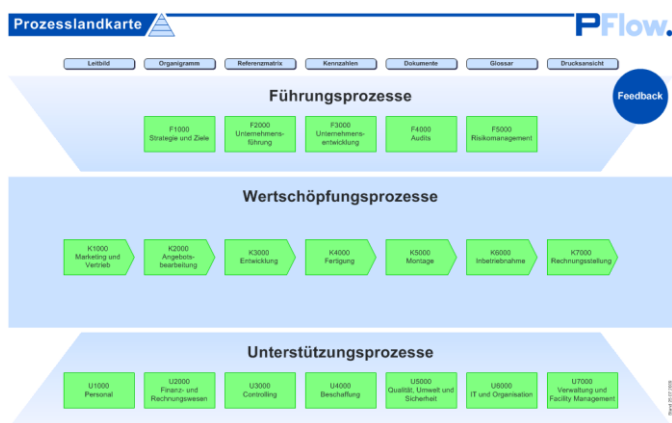 Prozesslandkarte
PFlow.
Leitbild
Organigramm
Referenzmatrix
Kennzahlen
Dokumente
Glossar
Drucksansicht
Führungsprozesse
Feedback
F1000
Strategie und Ziele
F2000
Unternehmens-
führung
F3000
Unternehmens-
entwicklung
F4000
Audits
F5000
Risikomanagement
Wertschöpfungsprozesse
K1000
Marketing und
Vertrieb
K2000
Angebots-
bearbeitung
K3000
Entwicklung
K4000
Fertigung
K5000
Montage
K6000
Inbetriebnahme
K7000
Rechnungsstellung
Unterstützungsprozesse
U1000
Personal
U2000
Finanz- und
Rechnungswesen
U3000
Controlling
U4000
Beschaffung
U5000
Qualität, Umwelt und
Sicherheit
U6000
IT und Organisation
U7000
Verwaltung und
Facility Management